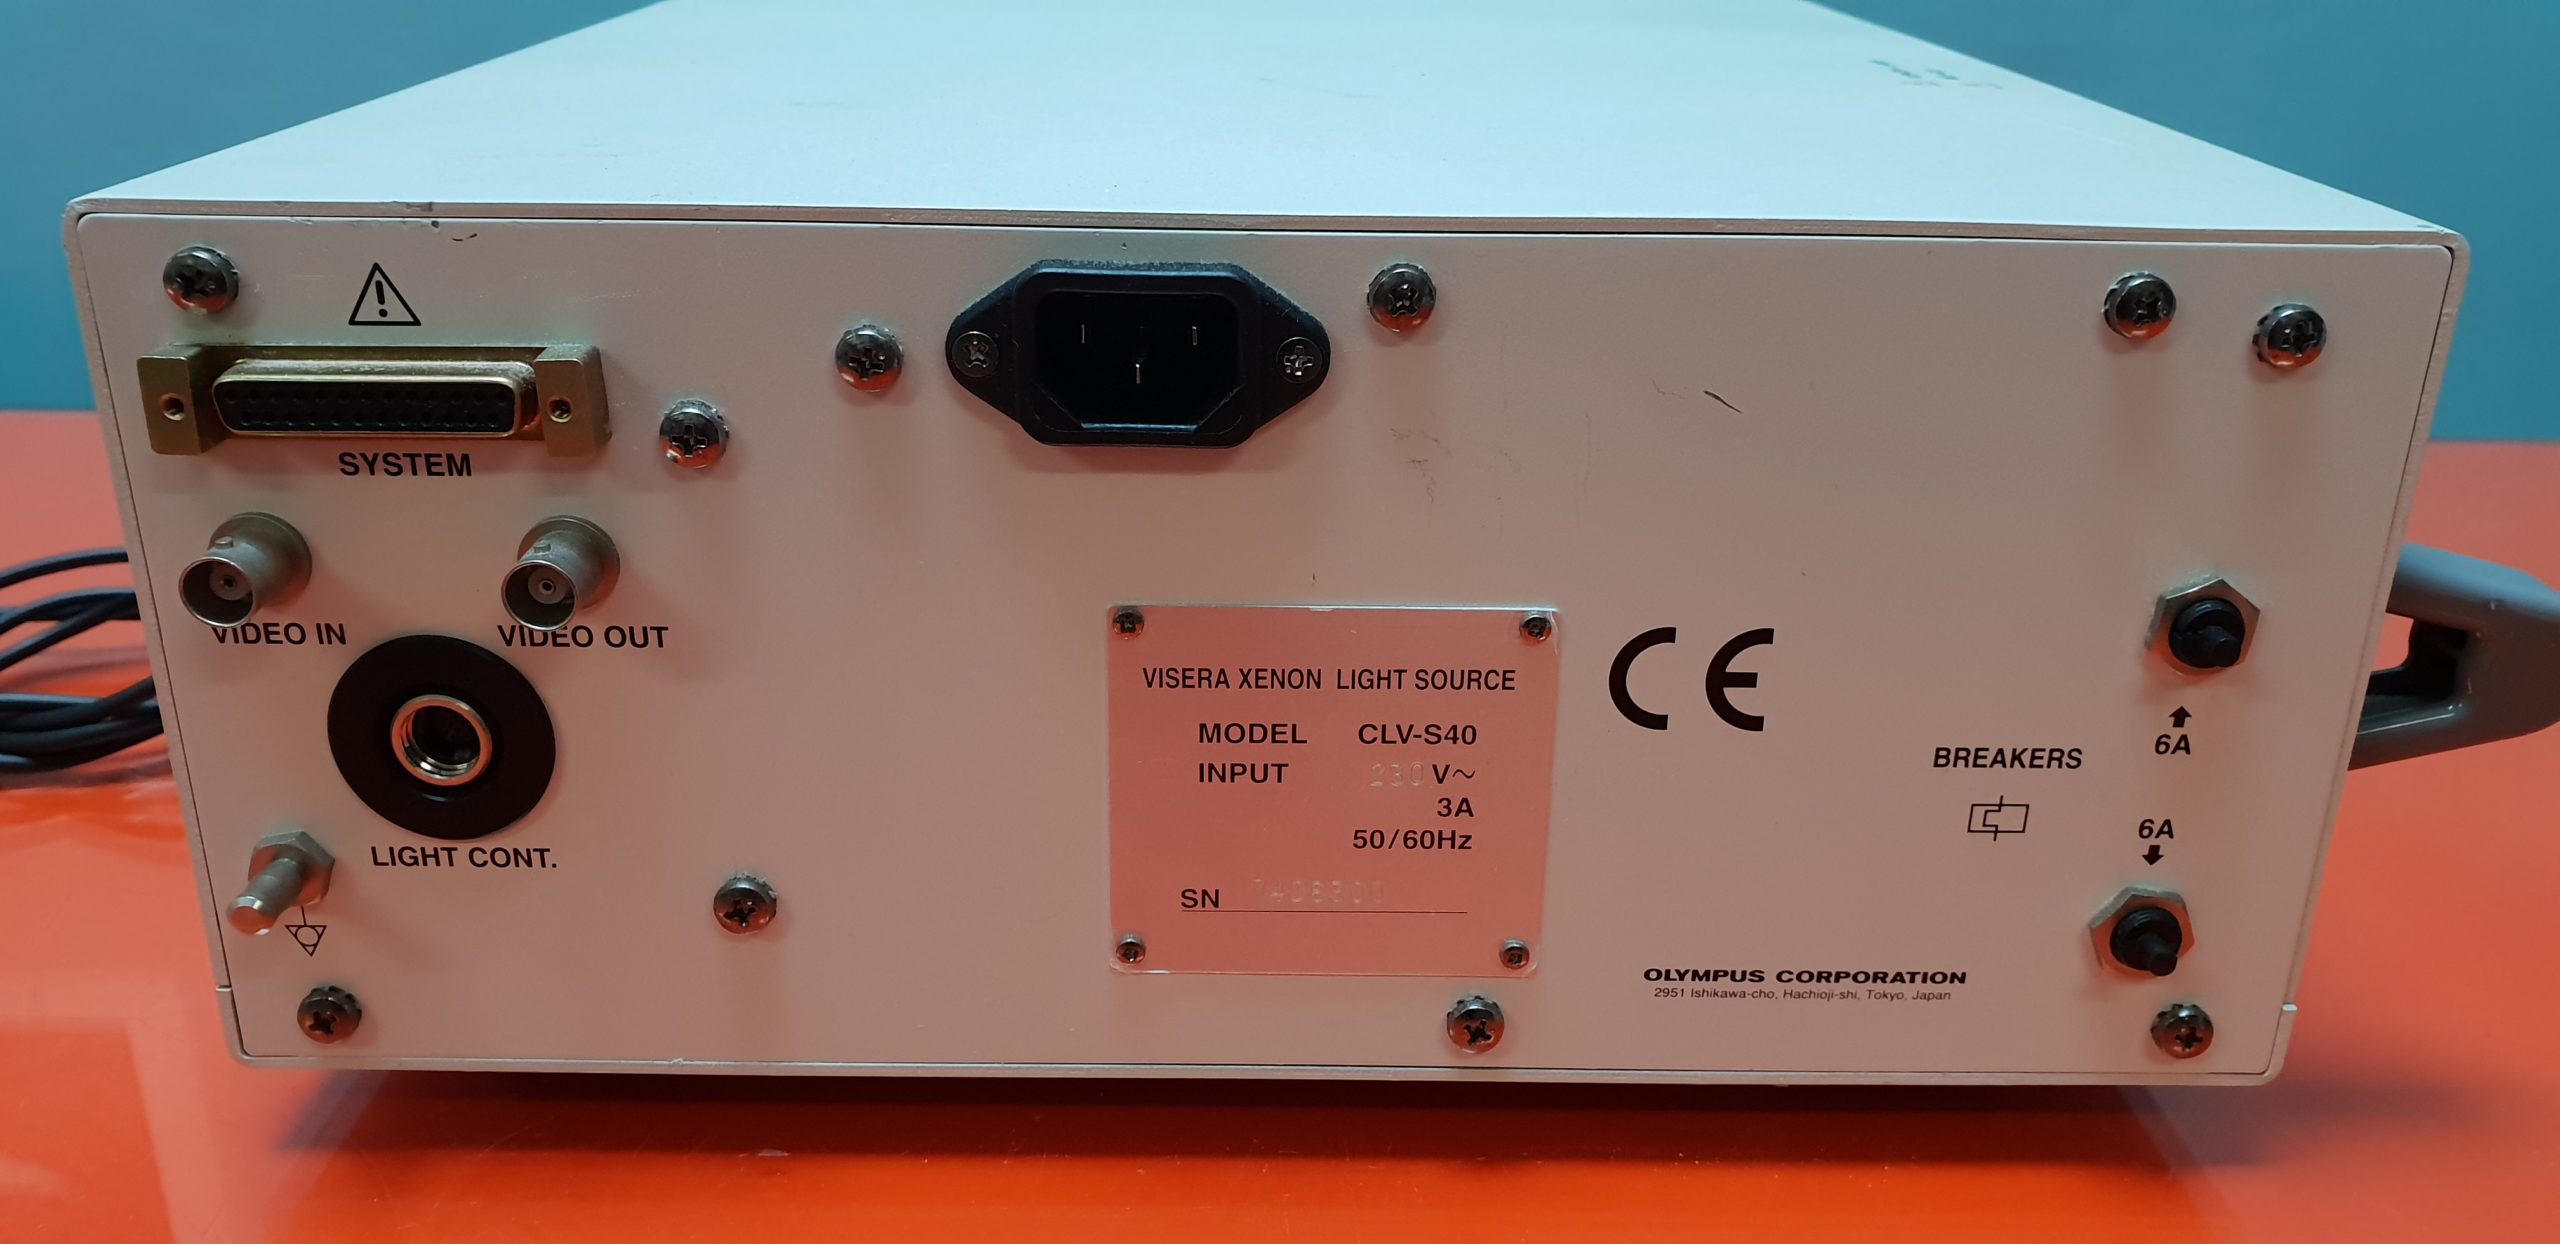 SYSTEM
VIDEO IN
VIDEO OUT
LIGHT CONT.
VISERA XENON LIGHT SOURCE
MODEL CLV-S40
INPUT 230 V~
3A
50/60Hz
SN
CE
BREAKERS
6A
6A
OLYMPUS CORPORATION
2951 Ishikawa-cho, Hachioji-shi, Tokyo, Japan